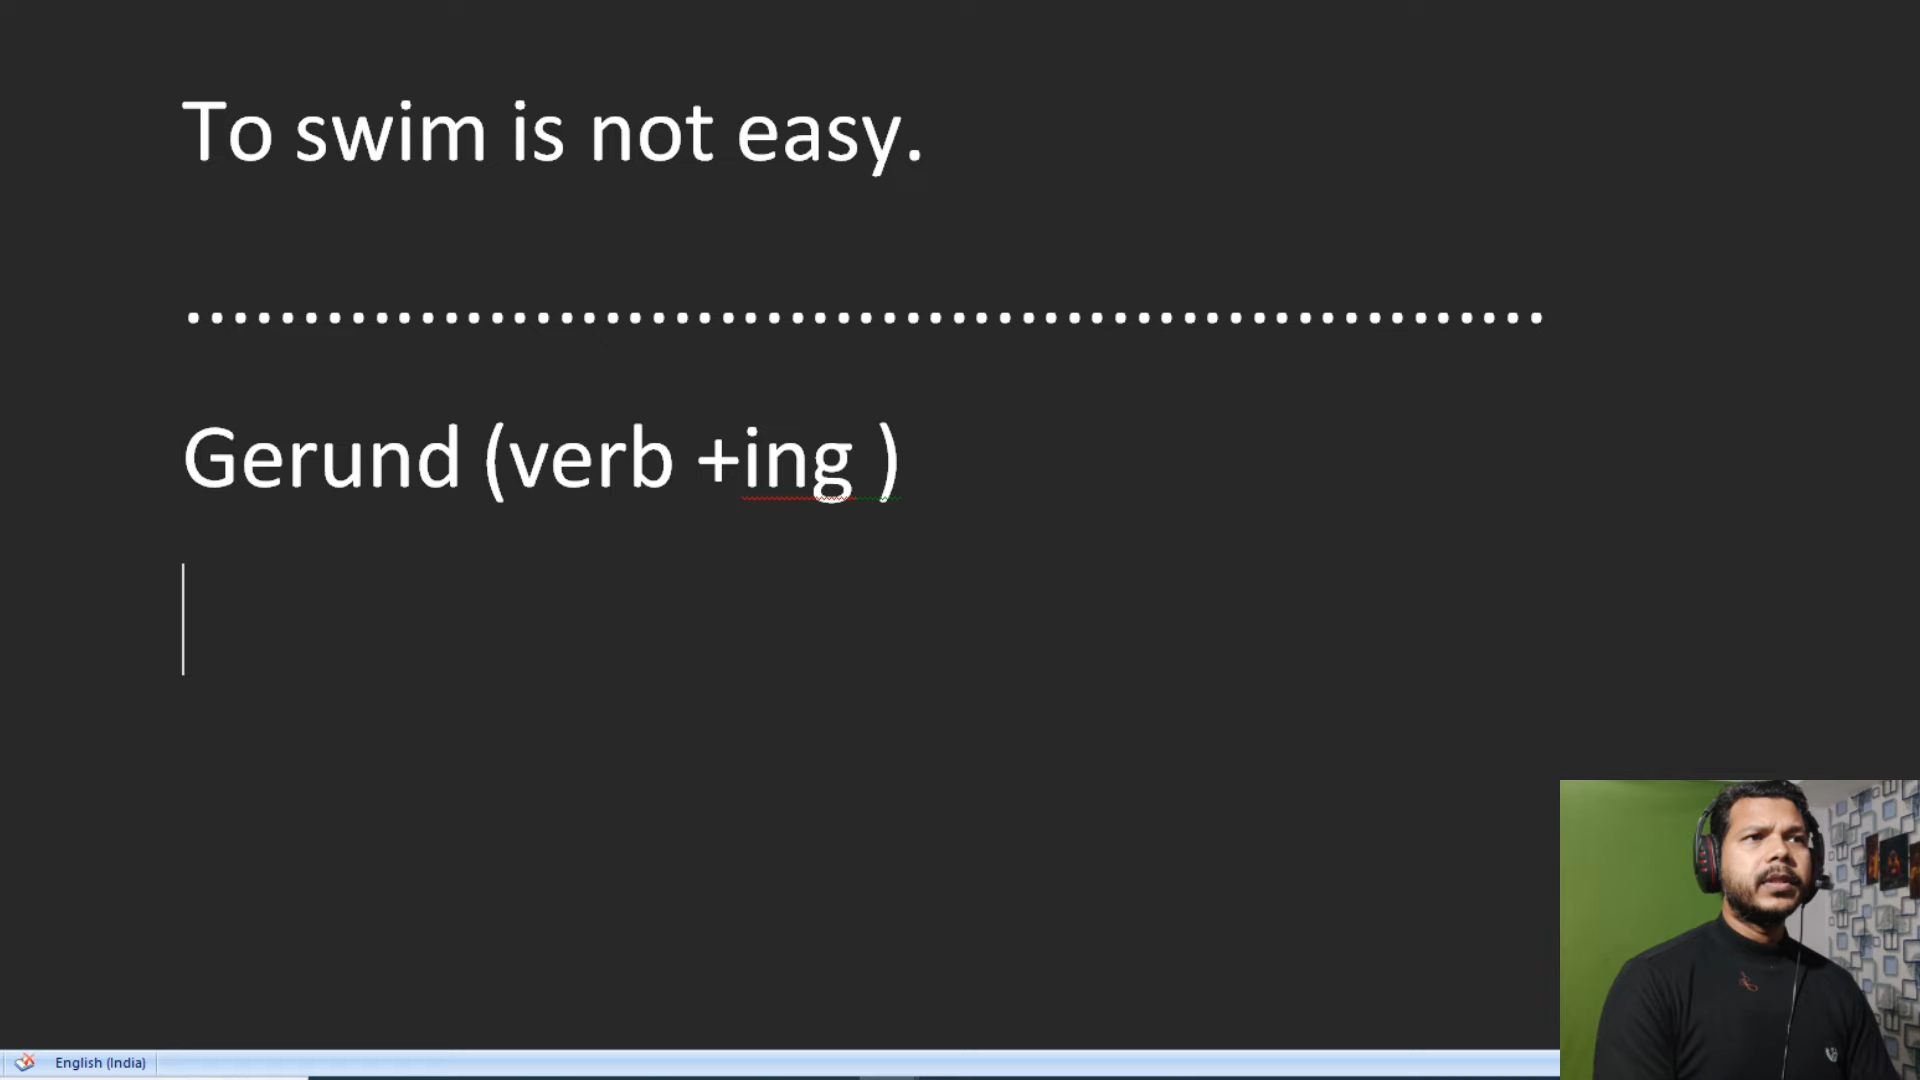 To swim is not easy.
...........................................................
Gerund (verb +ing )
English (India)